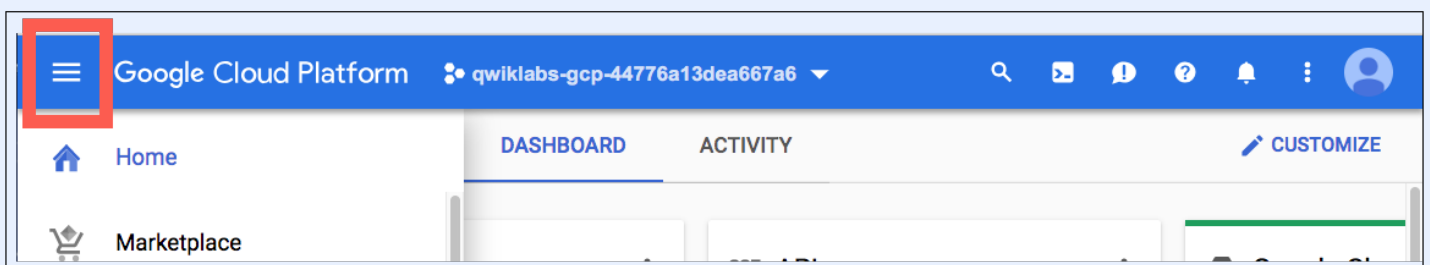 Google Cloud Platform qwiklabs-gcp-44776a13dea667a6
Home DASHBOARD ACTIVITY CUSTOMIZE
Marketplace